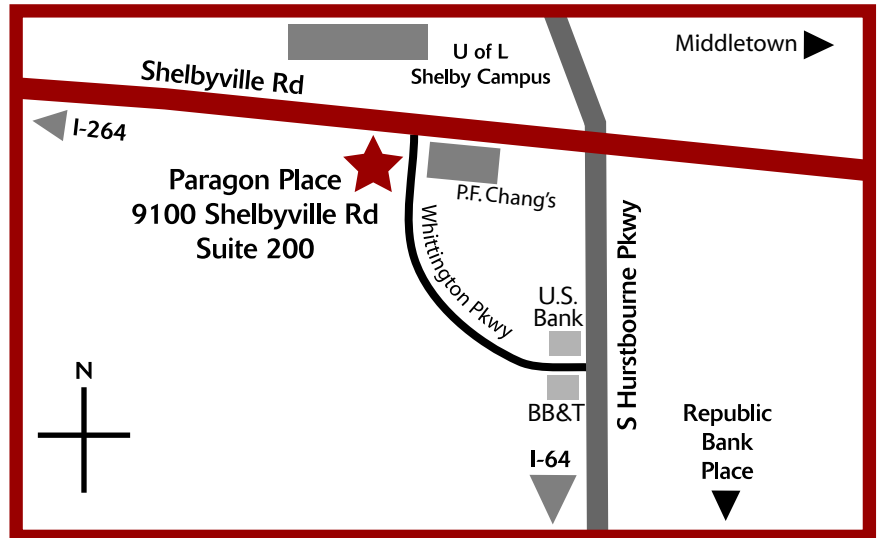 U of L
Shelby Campus
Middletown
Shelbyville Rd
I-264
Paragon Place
9100 Shelbyville Rd
Suite 200
P.F. Chang's
Whittington Pkwy
S Hurstbourne Pkwy
U.S.
Bank
N
BB&T
I-64
Republic
Bank
Place